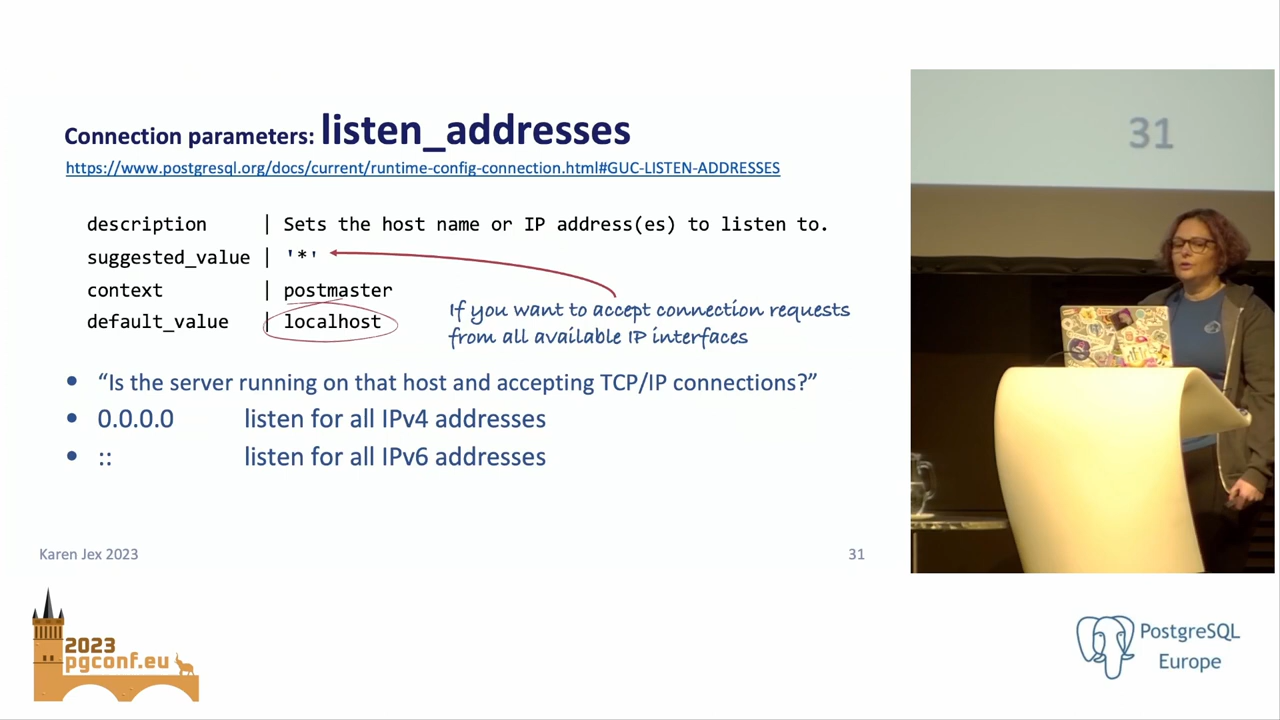 Connection parameters: listen_addresses
https://www.postgresql.org/docs/current/runtime-config-connection.html#GUC-LISTEN-ADDRESSES
description | Sets the host name or IP address(es) to listen to.
suggested_value | '*'
context | postmaster
default_value | localhost
If you want to accept connection requests
from all available IP interfaces
• “Is the server running on that host and accepting TCP/IP connections?”
• 0.0.0.0 listen for all IPv4 addresses
• :: listen for all IPv6 addresses
Karen Jex 2023
31
31
2023
pgconf.eu
PostgreSQL
Europe